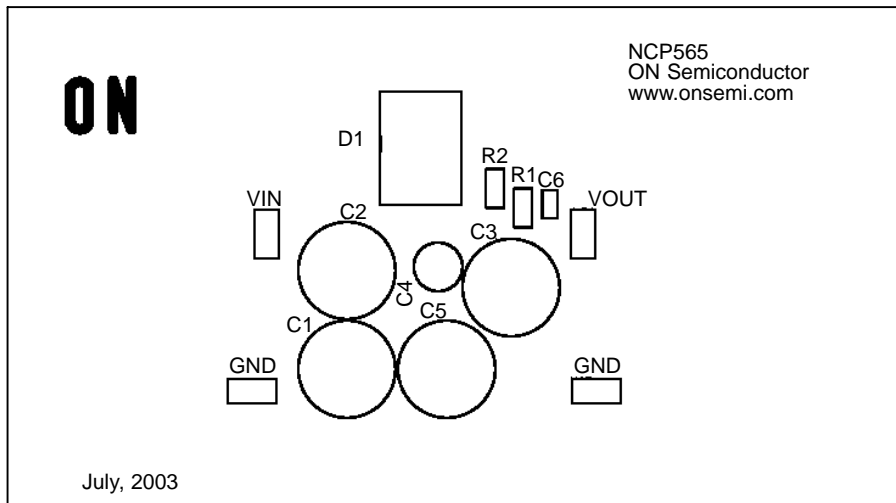 NCP565
ON Semiconductor
www.onsemi.com
ON
D1
R2
R1
C6
VIN
VOUT
C2
C3
C4
C1
C5
GND
GND
July, 2003